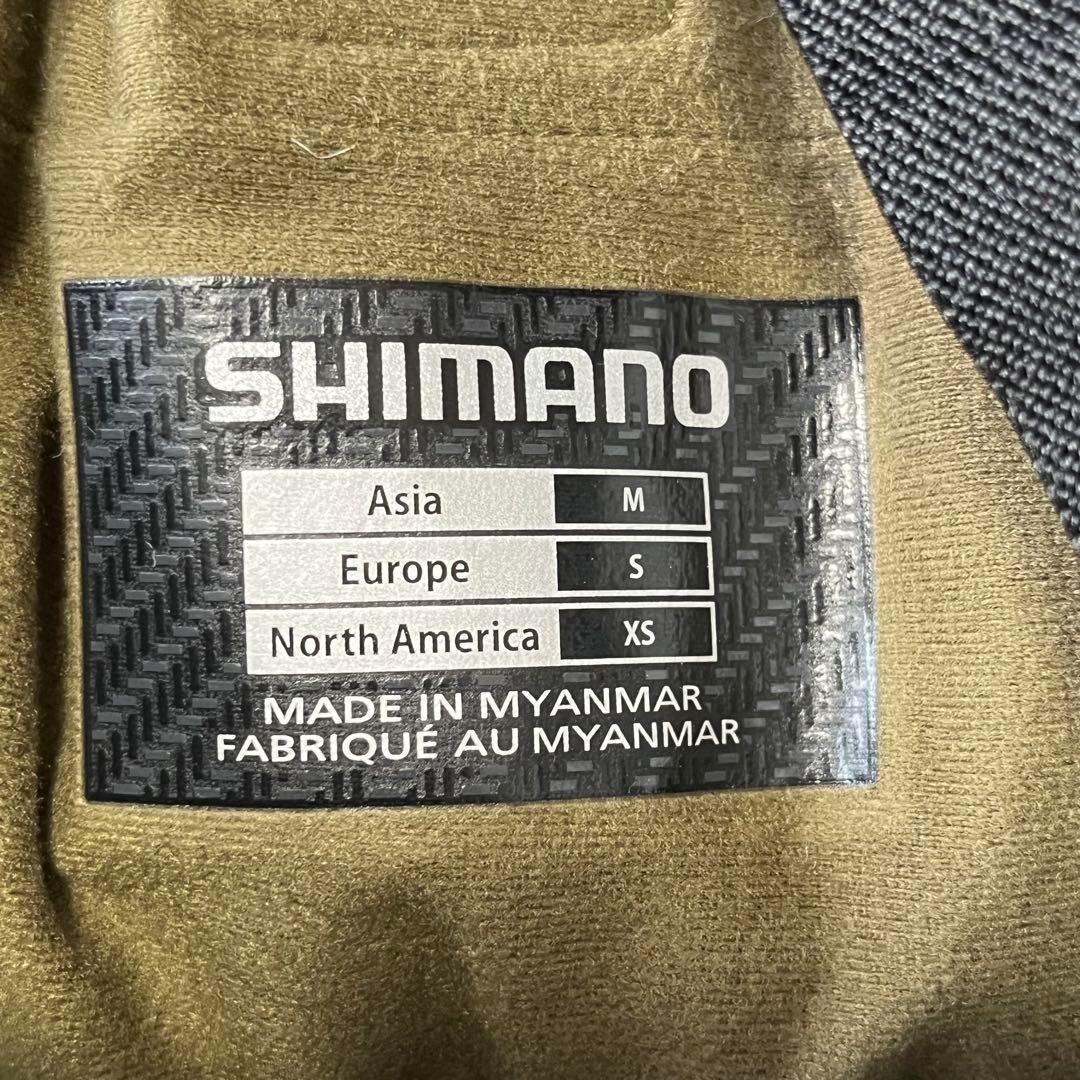 SHIMANO
Asia M
Europe S
North America XS
MADE IN MYANMAR
FABRIQUÉ AU MYANMAR